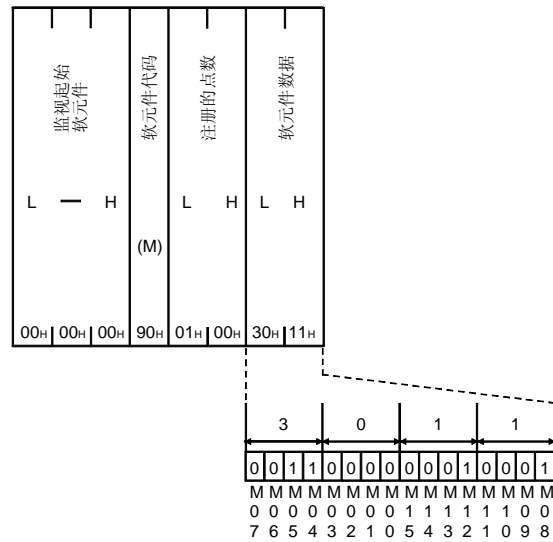 监视起始
软元件
软元件代码
注册的点数
软元件数据
L — H
L H
L H
(M)
00H 00H 00H 90H 01H 00H 30H 11H
3 0 1 1
0 0 1 1 0 0 0 0 0 0 0 1 0 0 0 1
M M M M M M M M M M M M M M M M
0 0 0 0 0 0 0 0 1 1 1 1 1 1 0 0
7 6 5 4 3 2 1 0 5 4 3 2 1 0 9 8